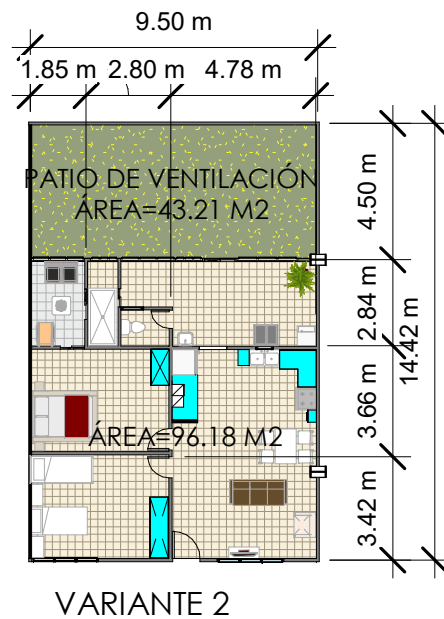 9.50 m
1.85 m 2.80 m 4.78 m
PATIO DE VENTILACIÓN
ÁREA=43.21 M2
4.50 m
2.84 m
14.42 m
3.66 m
ÁREA=96.18 M2
3.42 m
VARIANTE 2